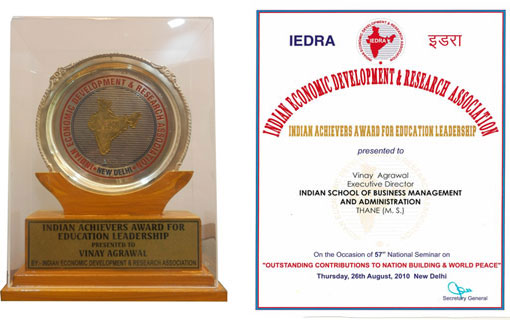 INDIAN ECONOMIC DEVELOPMENT & RESEARCH ASSOCIATION
NEW DELHI
INDIAN ACHIEVERS AWARD FOR
EDUCATION LEADERSHIP
PRESENTED TO
VINAY AGRAWAL
BY - INDIAN ECONOMIC DEVELOPMENT & RESEARCH ASSOCIATION
IEDRA
IEDRA
इडरा
INDIAN ECONOMIC DEVELOPMENT & RESEARCH ASSOCIATION
INDIAN ACHIEVERS AWARD FOR EDUCATION LEADERSHIP
presented to
Vinay Agrawal
Executive Director
INDIAN SCHOOL OF BUSINESS MANAGEMENT
AND ADMINISTRATION
THANE (M. S.)
On the Occasion of 57th National Seminar on
"OUTSTANDING CONTRIBUTIONS TO NATION BUILDING & WORLD PEACE"
Thursday, 26th August, 2010 New Delhi
Secretary General